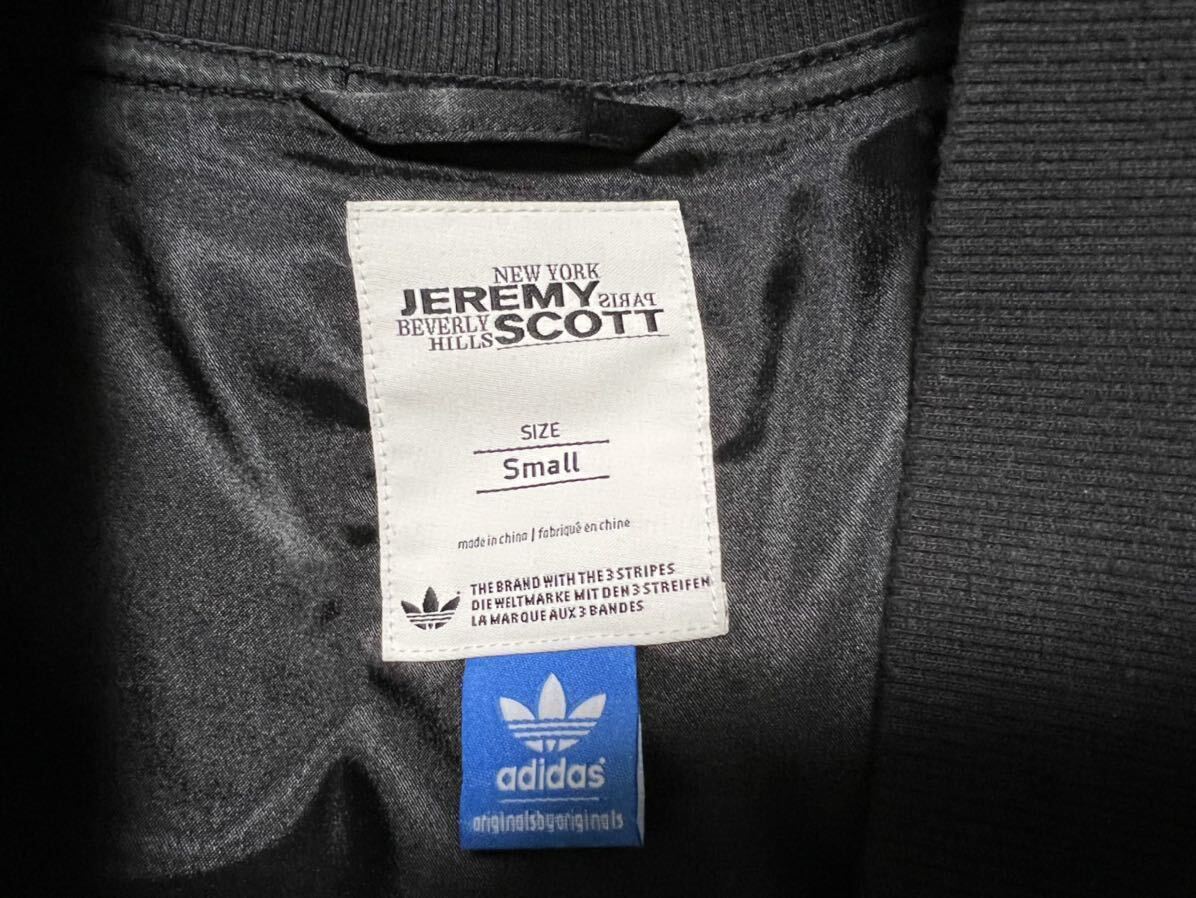 NEW YORK
JEREMY PARIS
BEVERLY SCOTT
HILLS
SIZE
Small
made in china | fabriqué en chine
THE BRAND WITH THE 3 STRIPES
DIE WELTMARKE MIT DEN 3 STREIFEN
LA MARQUE AUX 3 BANDES
adidas
originalsbyoriginals